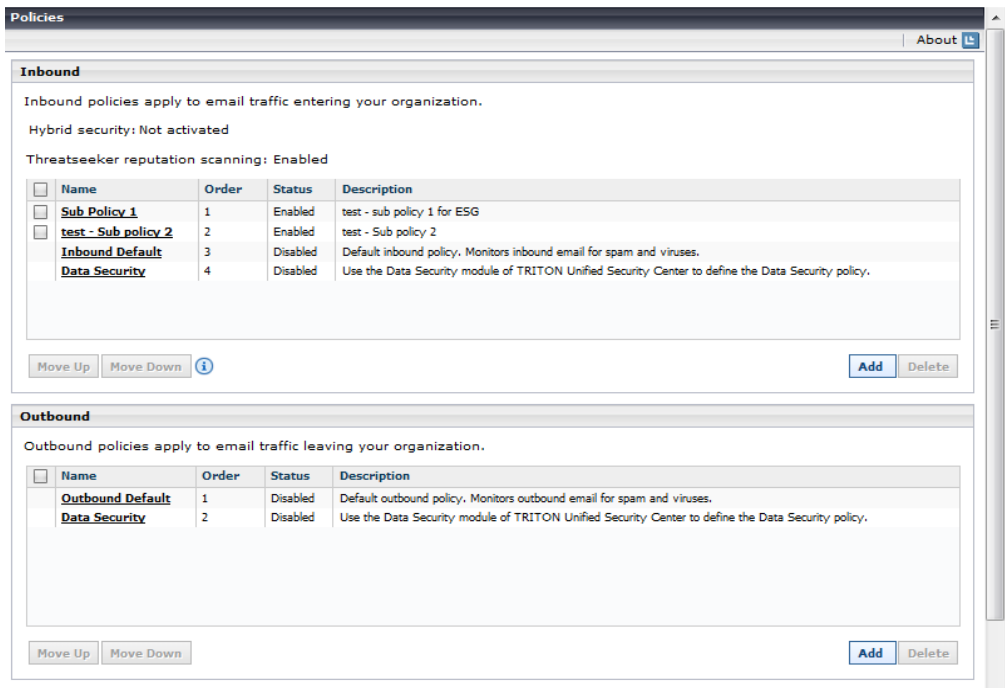 Policies
About
Inbound
Inbound policies apply to email traffic entering your organization.
Hybrid security: Not activated
Threatseeker reputation scanning: Enabled
Name Order Status Description
Sub Policy 1 1 Enabled test - sub policy 1 for ESG
test - Sub policy 2 2 Enabled test - Sub policy 2
Inbound Default 3 Disabled Default inbound policy. Monitors inbound email for spam and viruses.
Data Security 4 Disabled Use the Data Security module of TRITON Unified Security Center to define the Data Security policy.
Move Up Move Down i Add Delete
Outbound
Outbound policies apply to email traffic leaving your organization.
Name Order Status Description
Outbound Default 1 Disabled Default outbound policy. Monitors outbound email for spam and viruses.
Data Security 2 Disabled Use the Data Security module of TRITON Unified Security Center to define the Data Security policy.
Move Up Move Down Add Delete